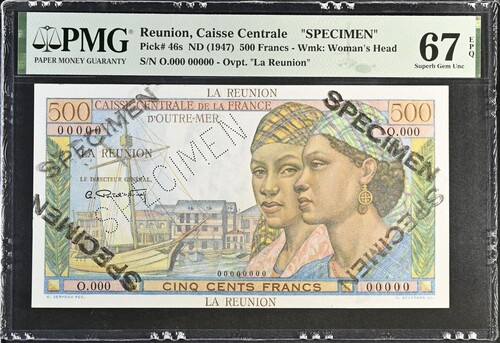 PMG
PAPER MONEY GUARANTY
Reunion, Caisse Centrale "SPECIMEN"
Pick# 46s ND (1947) 500 Francs - Wmk: Woman's Head
S/N O.000 00000 - Ovpt. "La Reunion"
67 EPQ
Superb Gem Unc
LA REUNION
500
CAISSE CENTRALE DE LA FRANCE
D'OUTRE-MER
500
00000
O.000
LA REUNION
LE DIRECTEUR GENERAL
SPECIMEN
SPECIMEN
SPECIMEN
SPECIMEN
SPECIMEN
SPECIMEN
00000000
O.000
CINQ CENTS FRANCS
00000
LA REUNION